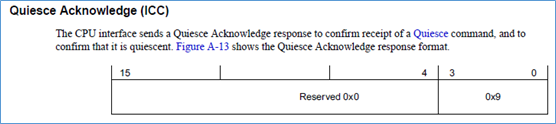 Quiesce Acknowledge (ICC)
The CPU interface sends a Quiesce Acknowledge response to confirm receipt of a Quiesce command, and to
confirm that it is quiescent. Figure A-13 shows the Quiesce Acknowledge response format.
15 4 3 0
Reserved 0x0 0x9